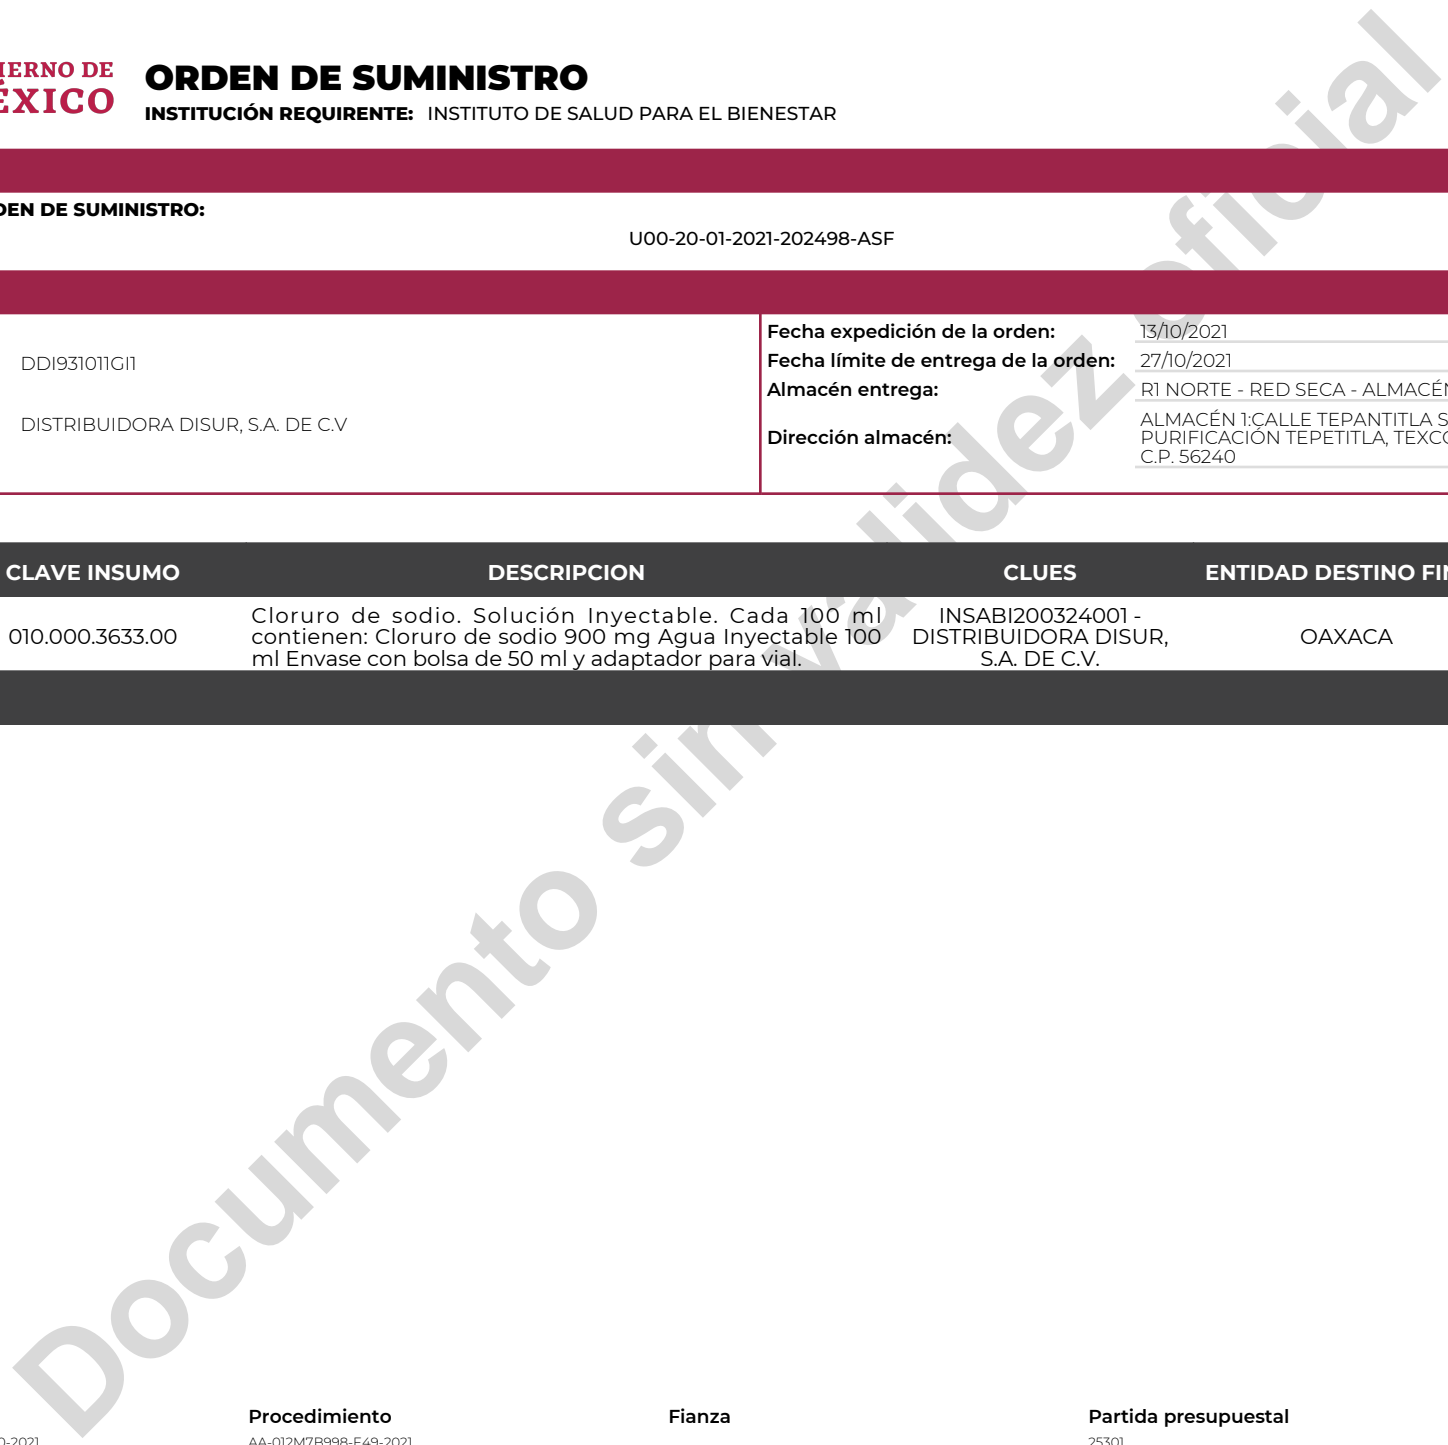 IERNO DE
ÉXICO
ORDEN DE SUMINISTRO
INSTITUCIÓN REQUIRENTE: INSTITUTO DE SALUD PARA EL BIENESTAR
DEN DE SUMINISTRO:
U00-20-01-2021-202498-ASF
DDI931011GI1
DISTRIBUIDORA DISUR, S.A. DE C.V
Fecha expedición de la orden: 13/10/2021
Fecha límite de entrega de la orden: 27/10/2021
Almacén entrega: R1 NORTE - RED SECA - ALMACÉN
Dirección almacén:
ALMACÉN 1:CALLE TEPANTITLA S
PURIFICACIÓN TEPETITLA, TEXCO
C.P. 56240
CLAVE INSUMO DESCRIPCION CLUES ENTIDAD DESTINO FIN
010.000.3633.00
Cloruro de sodio. Solución Inyectable. Cada 100 ml
contienen: Cloruro de sodio 900 mg Agua Inyectable 100
ml Envase con bolsa de 50 ml y adaptador para vial.
INSABI200324001 -
DISTRIBUIDORA DISUR,
S.A. DE C.V.
OAXACA
Documento sin validez oficial
Procedimiento Fianza Partida presupuestal
0-2021 AA-012M7B998-E49-2021 25301